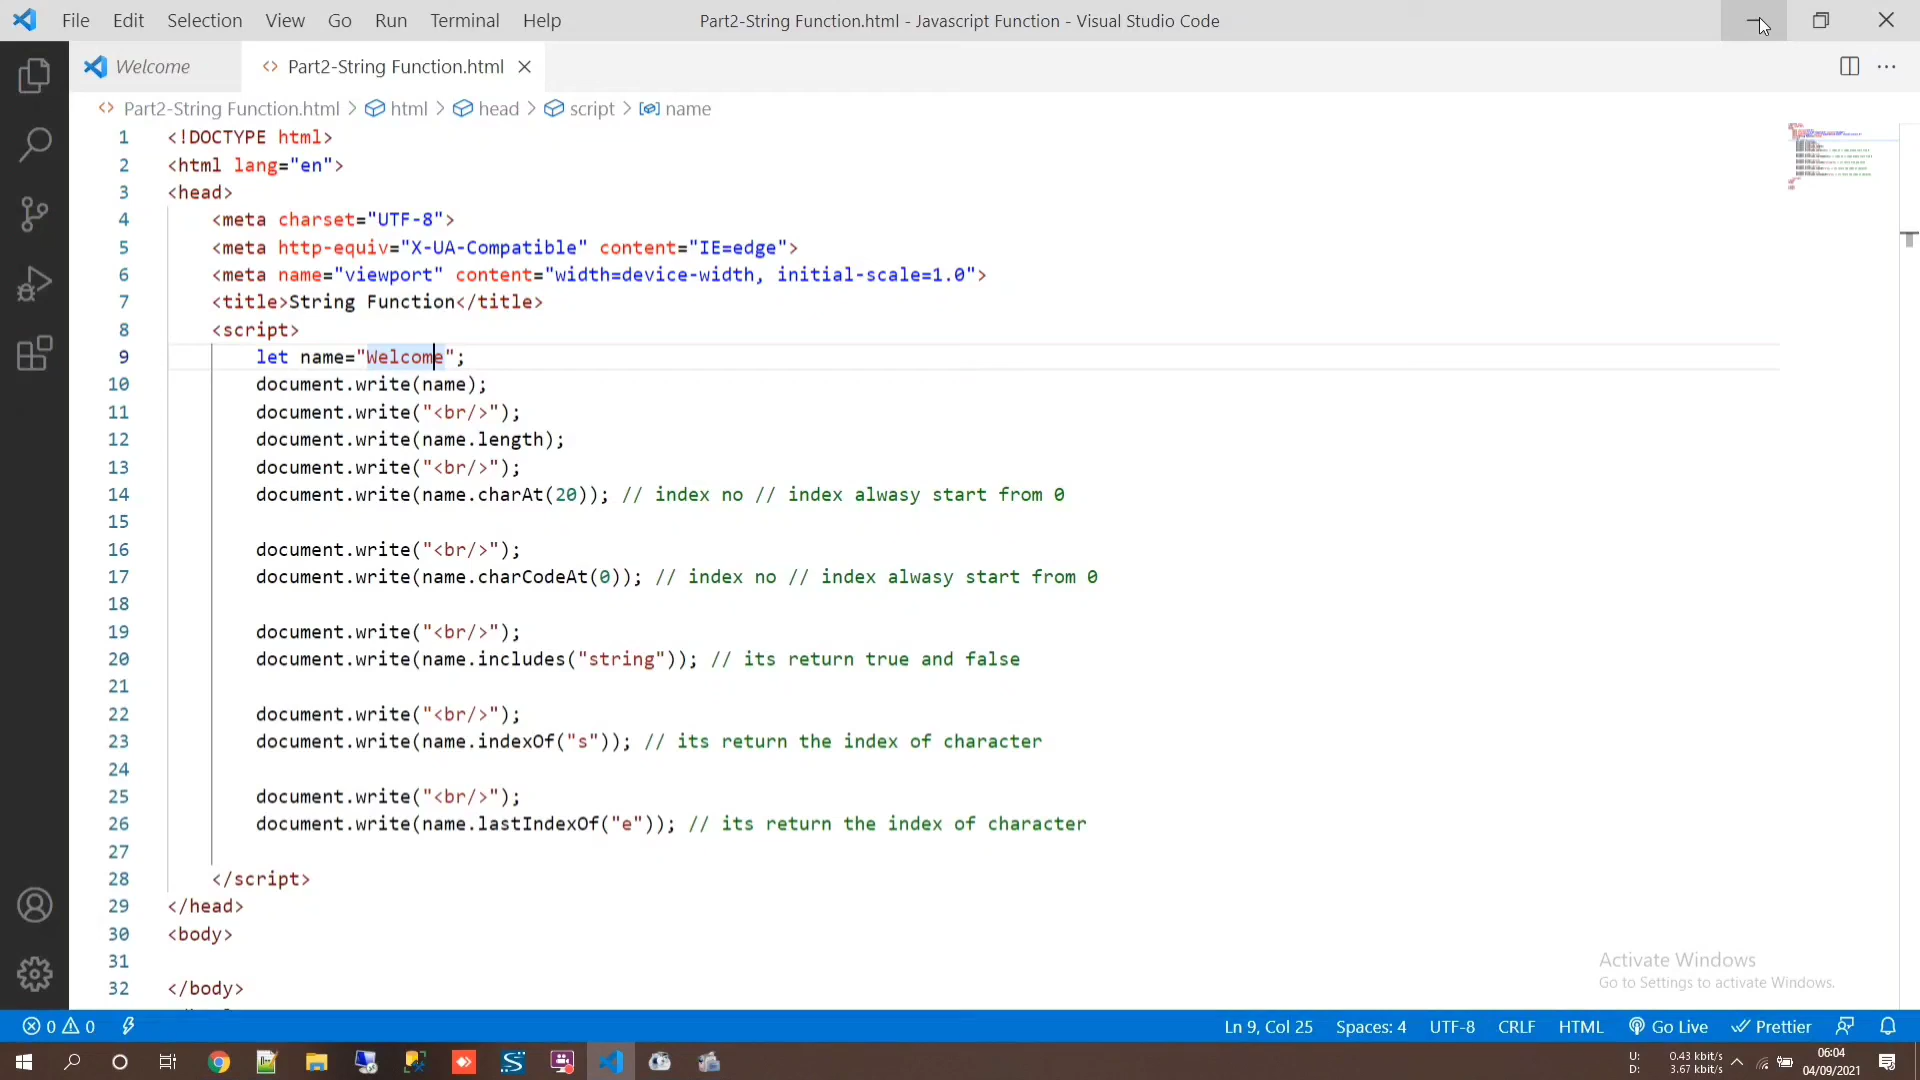 File Edit Selection View Go Run Terminal Help Part2-String Function.html - Javascript Function - Visual Studio Code
Welcome Part2-String Function.html
Part2-String Function.html > html > head > script > name
1 <!DOCTYPE html>
2 <html lang="en">
3 <head>
4 <meta charset="UTF-8">
5 <meta http-equiv="X-UA-Compatible" content="IE=edge">
6 <meta name="viewport" content="width=device-width, initial-scale=1.0">
7 <title>String Function</title>
8 <script>
9 let name="Welcome";
10 document.write(name);
11 document.write("<br/>");
12 document.write(name.length);
13 document.write("<br/>");
14 document.write(name.charAt(20)); // index no // index alwasy start from 0
15
16 document.write("<br/>");
17 document.write(name.charCodeAt(0)); // index no // index alwasy start from 0
18
19 document.write("<br/>");
20 document.write(name.includes("string")); // its return true and false
21
22 document.write("<br/>");
23 document.write(name.indexOf("s")); // its return the index of character
24
25 document.write("<br/>");
26 document.write(name.lastIndexOf("e")); // its return the index of character
27
28 </script>
29 </head>
30 <body>
31
32 </body>
Activate Windows
Go to Settings to activate Windows.
0 0 Ln 9, Col 25 Spaces: 4 UTF-8 CRLF HTML Go Live Prettier
U: 0.43 kbit/s
D: 3.67 kbit/s
06:04
04/09/2021